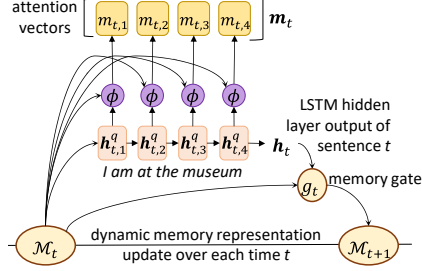 attention
vectors
m_{t,1} m_{t,2} m_{t,3} m_{t,4} m_t
ϕ ϕ ϕ ϕ
h^q_{t,1} h^q_{t,2} h^q_{t,3} h^q_{t,4} h_t
I am at the museum
LSTM hidden
layer output of
sentence t
g_t memory gate
M_t dynamic memory representation M_{t+1}
update over each time t